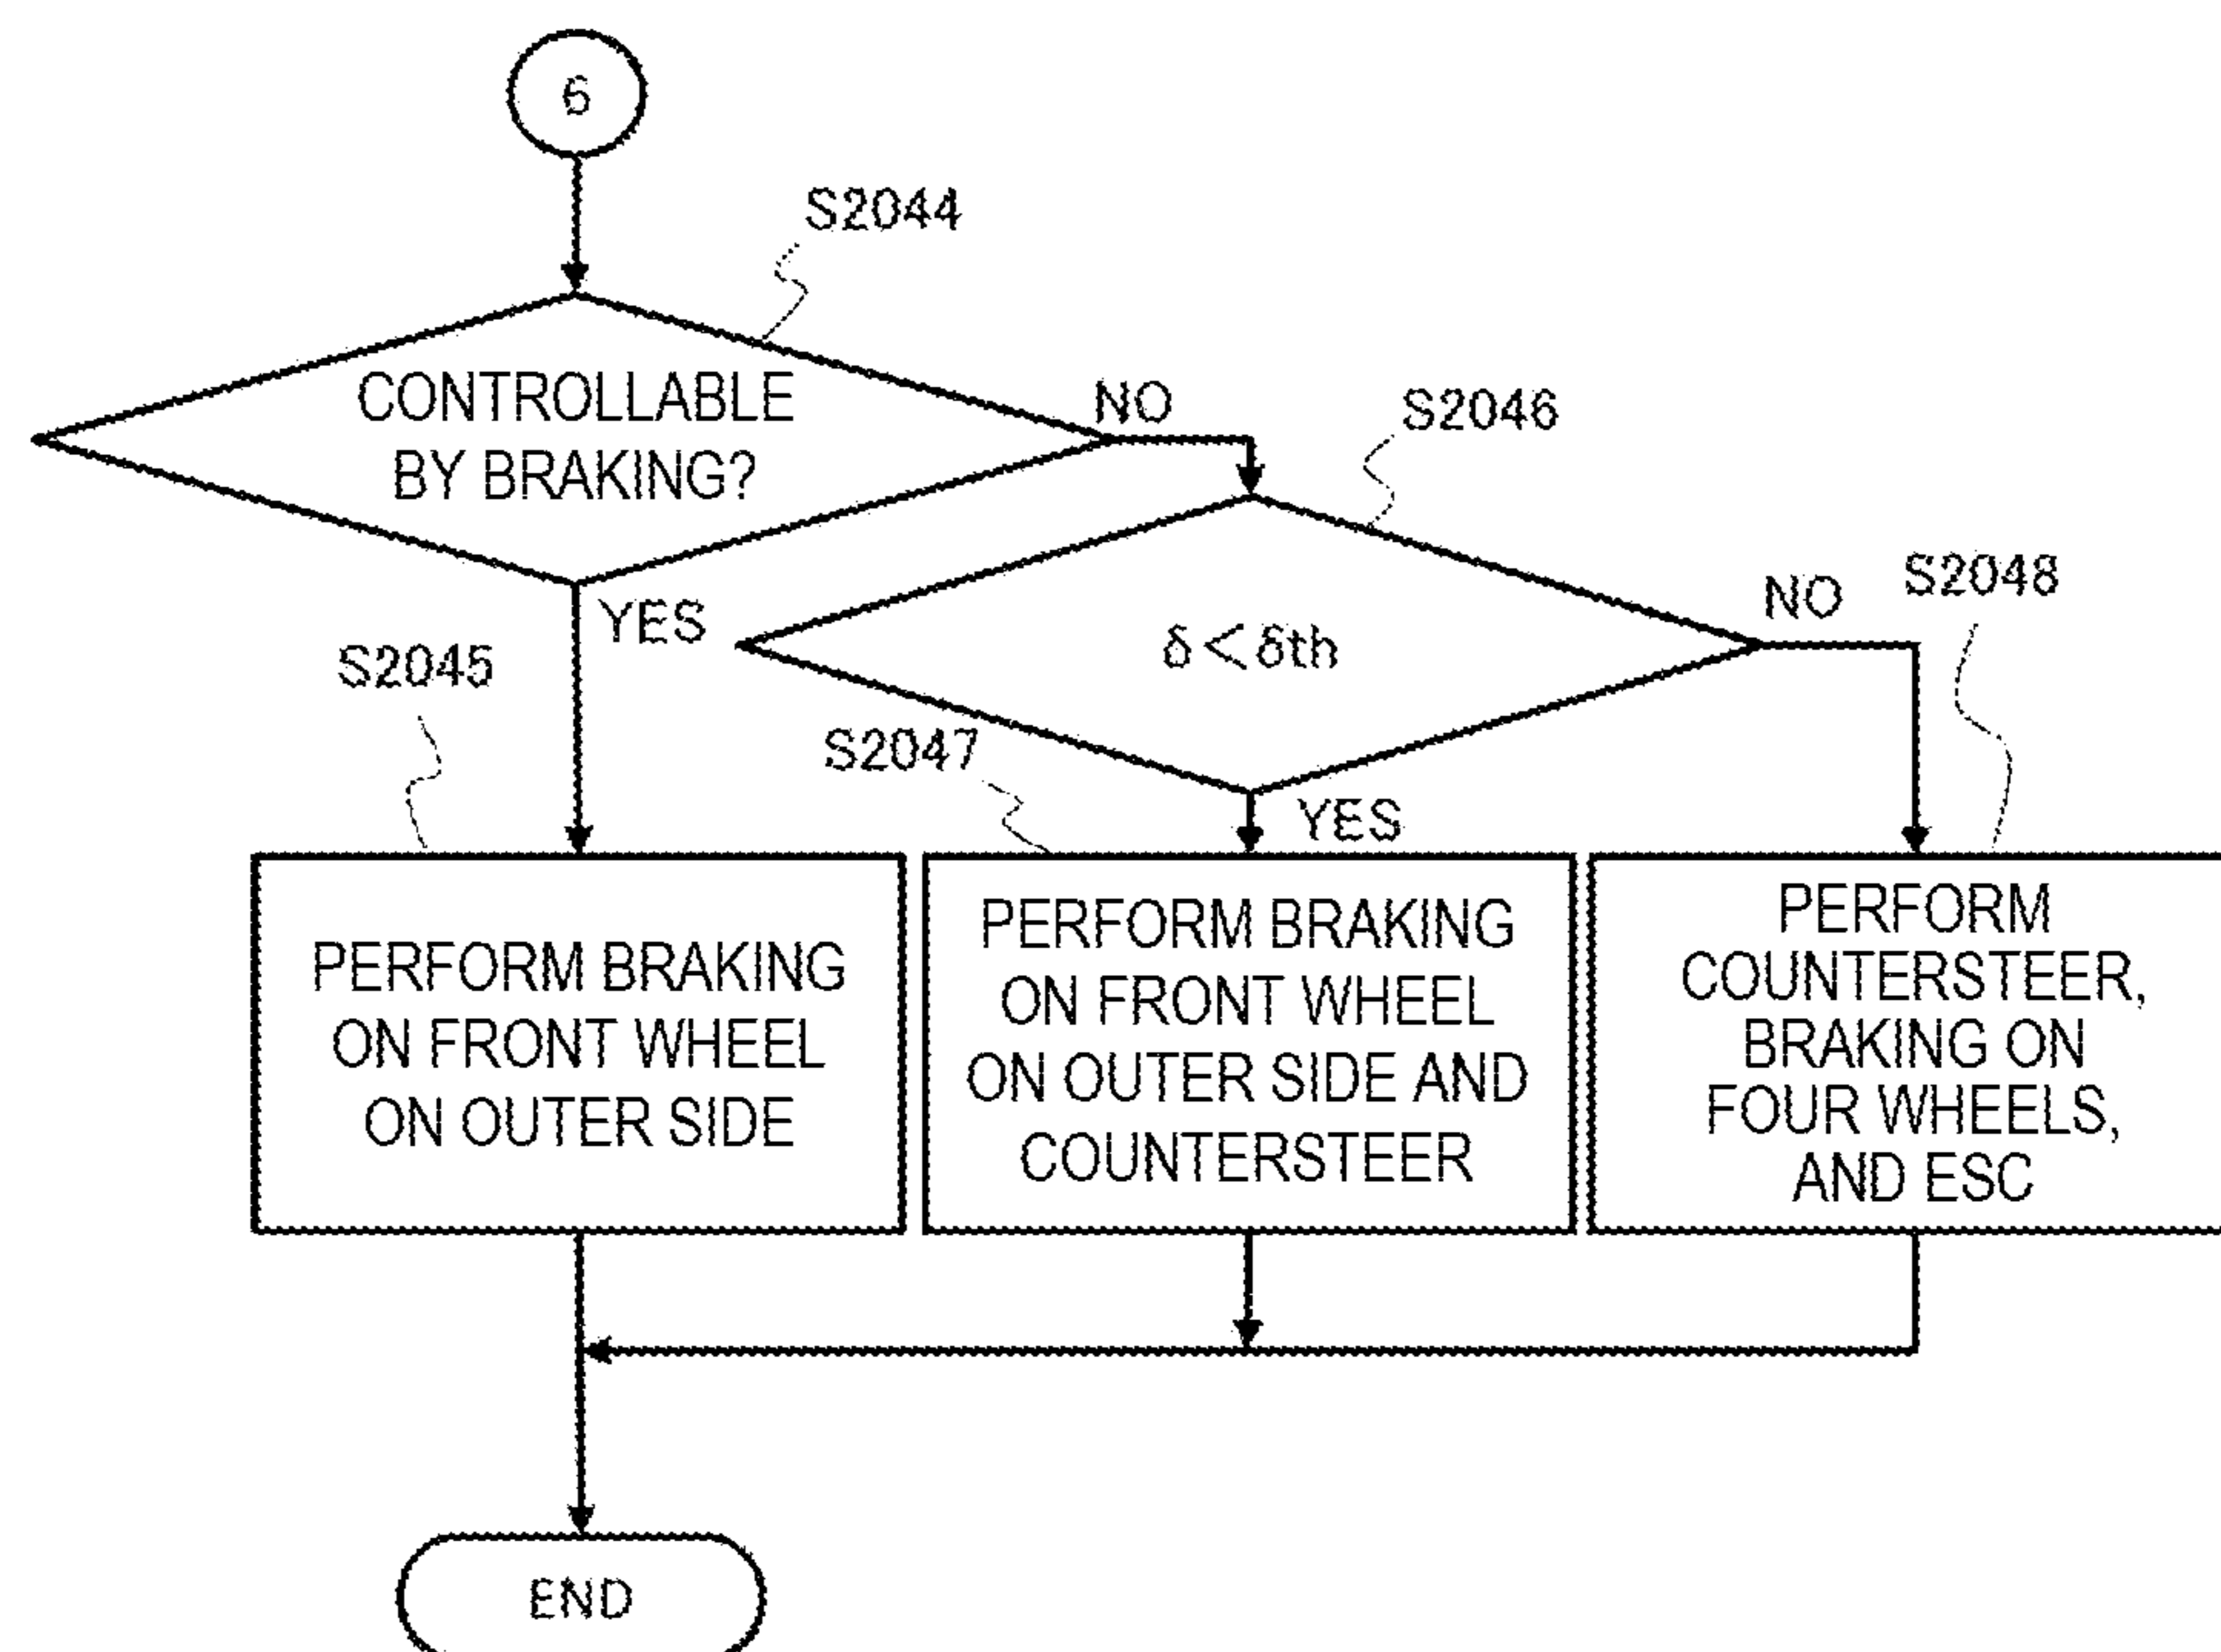 6
S2044
CONTROLLABLE
BY BRAKING?
NO
YES
S2046
δ<δth
NO
YES
S2045
PERFORM BRAKING
ON FRONT WHEEL
ON OUTER SIDE
S2047
PERFORM BRAKING
ON FRONT WHEEL
ON OUTER SIDE AND
COUNTERSTEER
S2048
PERFORM
COUNTERSTEER,
BRAKING ON
FOUR WHEELS,
AND ESC
END